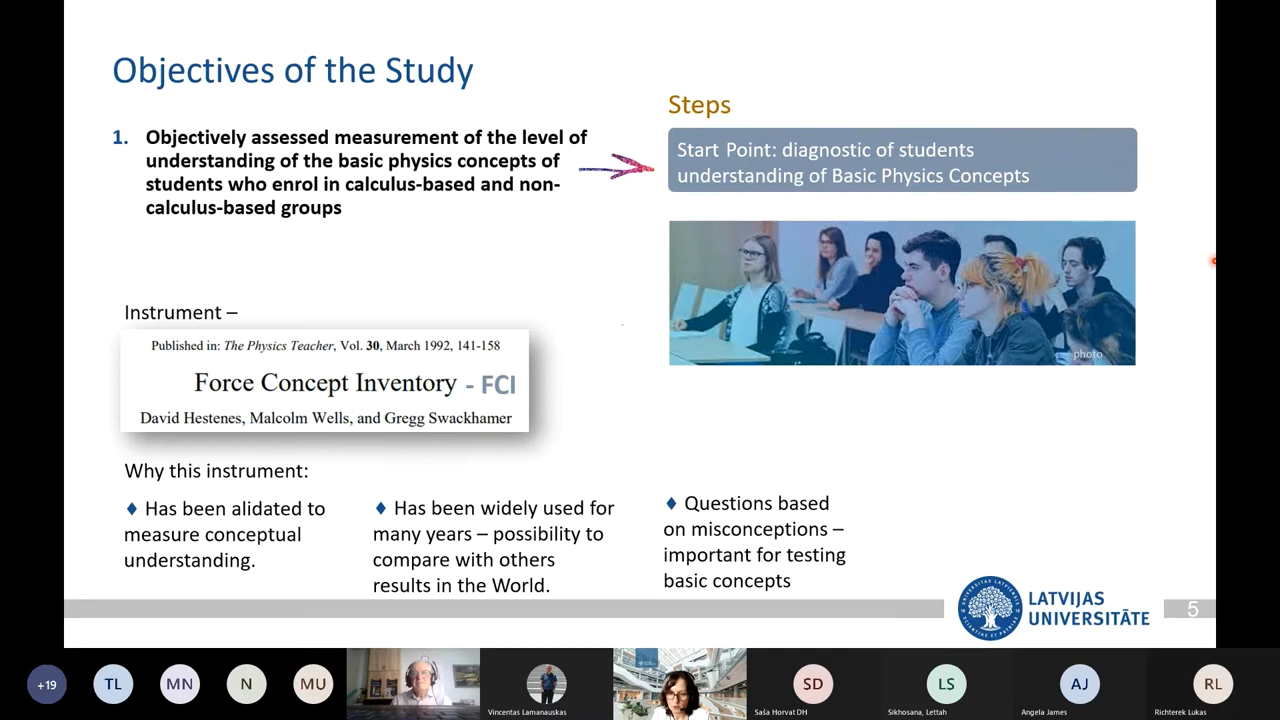 Objectives of the Study
1. Objectively assessed measurement of the level of
understanding of the basic physics concepts of
students who enrol in calculus-based and non-
calculus-based groups
Steps
Start Point: diagnostic of students
understanding of Basic Physics Concepts
photo
Instrument –
Published in: The Physics Teacher, Vol. 30, March 1992, 141-158
Force Concept Inventory - FCI
David Hestenes, Malcolm Wells, and Gregg Swackhamer
Why this instrument:
♦ Has been alidated to
measure conceptual
understanding.
♦ Has been widely used for
many years – possibility to
compare with others
results in the World.
♦ Questions based
on misconceptions –
important for testing
basic concepts
LATVIJAS
UNIVERSITĀTE
5
+19
TL
MN
N
MU
Vincentas Lamanauskas
SD
Saša Horvat DH
LS
Sikhosana, Lettah
AJ
Angela James
RL
Richterek Lukas